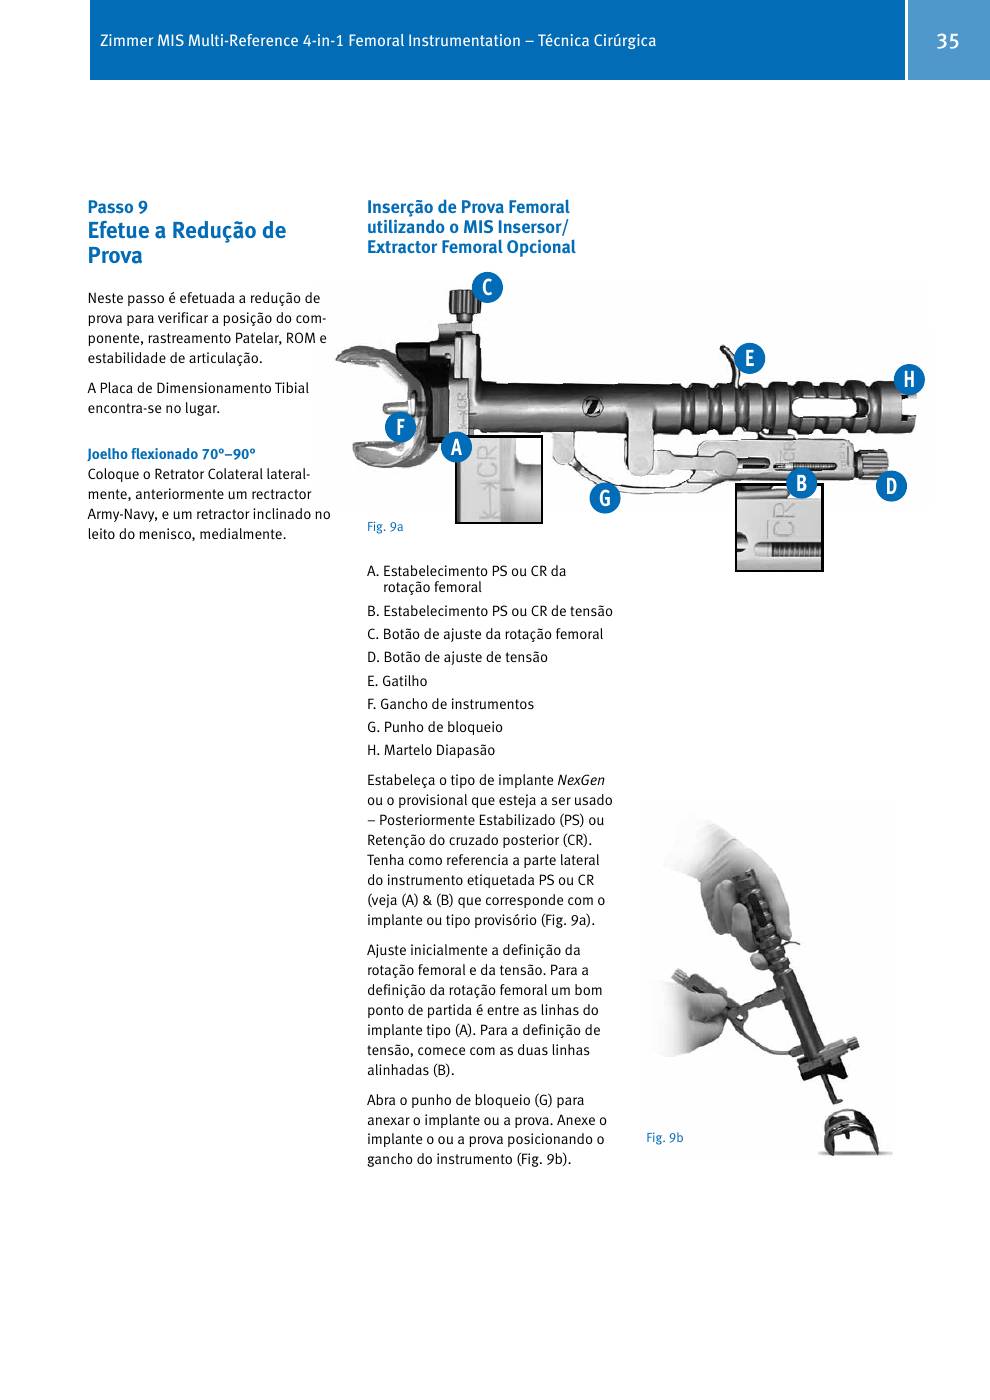 Zimmer MIS Multi-Reference 4-in-1 Femoral Instrumentation – Técnica Cirúrgica
35
Passo 9
Efetue a Redução de
Prova
Neste passo é efetuada a redução de
prova para verificar a posição do com-
ponente, rastreamento Patelar, ROM e
estabilidade de articulação.
A Placa de Dimensionamento Tibial
encontra-se no lugar.
Joelho flexionado 70°–90°
Coloque o Retrator Colateral lateral-
mente, anteriormente um rectractor
Army-Navy, e um retractor inclinado no
leito do menisco, medialmente.
Inserção de Prova Femoral
utilizando o MIS Insersor/
Extractor Femoral Opcional
C
E
H
F
A
G
B
D
CR
CR
CR
CR
Z
Fig. 9a
A. Estabelecimento PS ou CR da
rotação femoral
B. Estabelecimento PS ou CR de tensão
C. Botão de ajuste da rotação femoral
D. Botão de ajuste de tensão
E. Gatilho
F. Gancho de instrumentos
G. Punho de bloqueio
H. Martelo Diapasão
Estabeleça o tipo de implante NexGen
ou o provisional que esteja a ser usado
– Posteriormente Estabilizado (PS) ou
Retenção do cruzado posterior (CR).
Tenha como referencia a parte lateral
do instrumento etiquetada PS ou CR
(veja (A) & (B) que corresponde com o
implante ou tipo provisório (Fig. 9a).
Ajuste inicialmente a definição da
rotação femoral e da tensão. Para a
definição da rotação femoral um bom
ponto de partida é entre as linhas do
implante tipo (A). Para a definição de
tensão, comece com as duas linhas
alinhadas (B).
Abra o punho de bloqueio (G) para
anexar o implante ou a prova. Anexe o
implante o ou a prova posicionando o
gancho do instrumento (Fig. 9b).
Fig. 9b